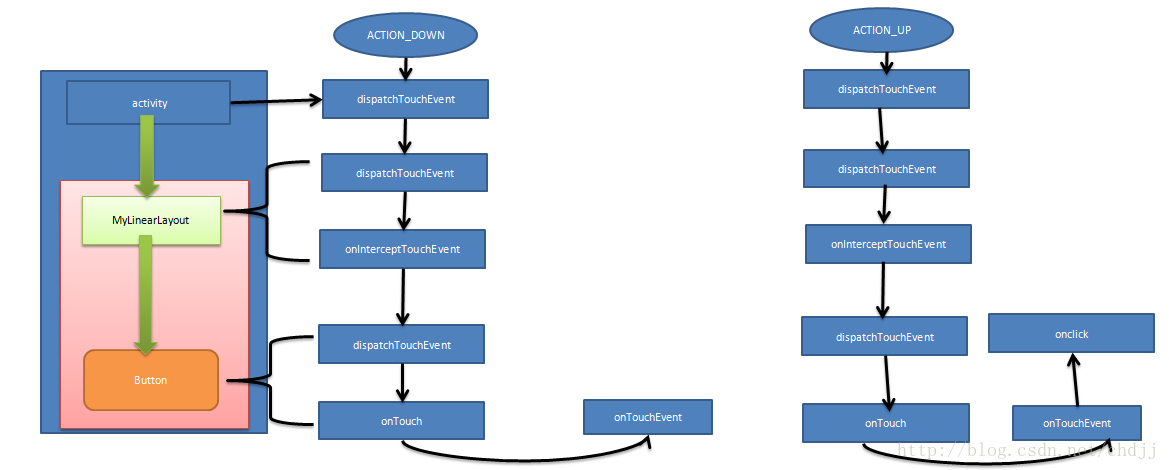 ACTION_DOWN
ACTION_UP
activity
dispatchTouchEvent
dispatchTouchEvent
dispatchTouchEvent
dispatchTouchEvent
MyLinearLayout
onInterceptTouchEvent
onInterceptTouchEvent
dispatchTouchEvent
dispatchTouchEvent
onclick
Button
onTouch
onTouchEvent
onTouch
onTouchEvent
http://blog.csdn.net/chdjj